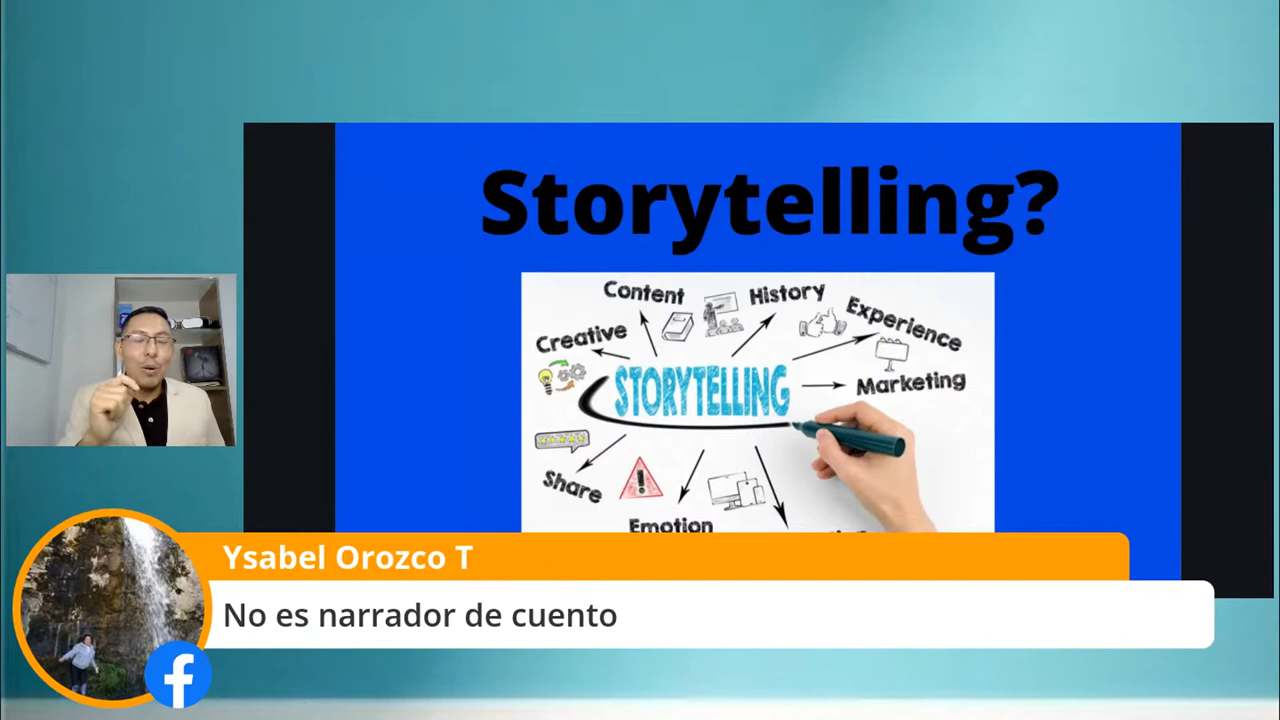 Storytelling?
Content
History
Creative
Experience
STORYTELLING
Marketing
Share
Emotion
Ysabel Orozco T
No es narrador de cuento